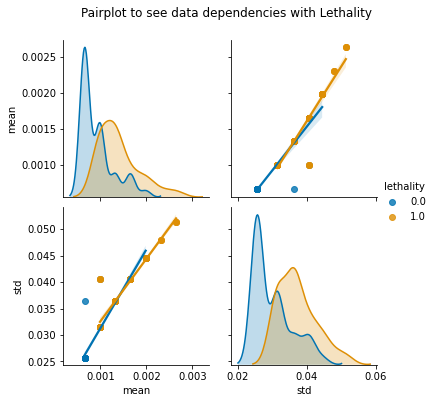 Pairplot to see data dependencies with Lethality
0.0025
0.0020
0.0015
0.0010
mean
lethality
0.0
1.0
0.050
0.045
0.040
0.035
0.030
0.025
std
0.001 0.002 0.003
0.02 0.04 0.06
mean
std